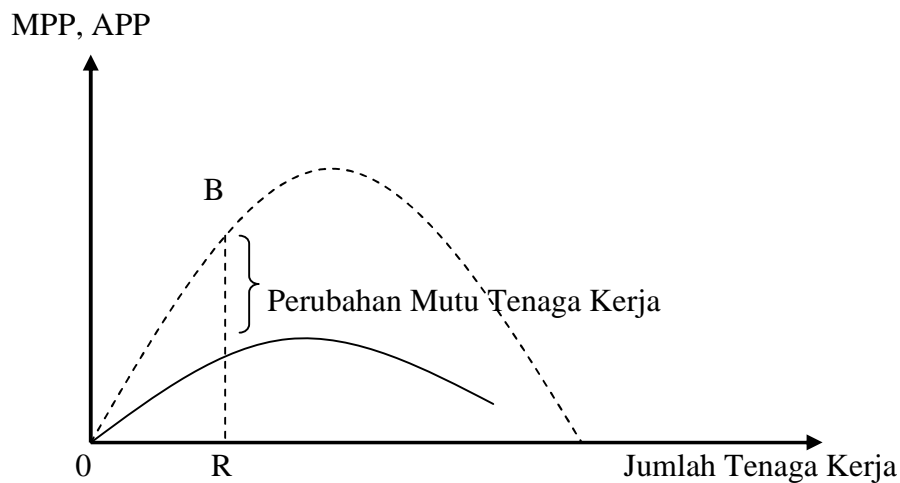 MPP, APP
B
Perubahan Mutu Tenaga Kerja
0 R Jumlah Tenaga Kerja